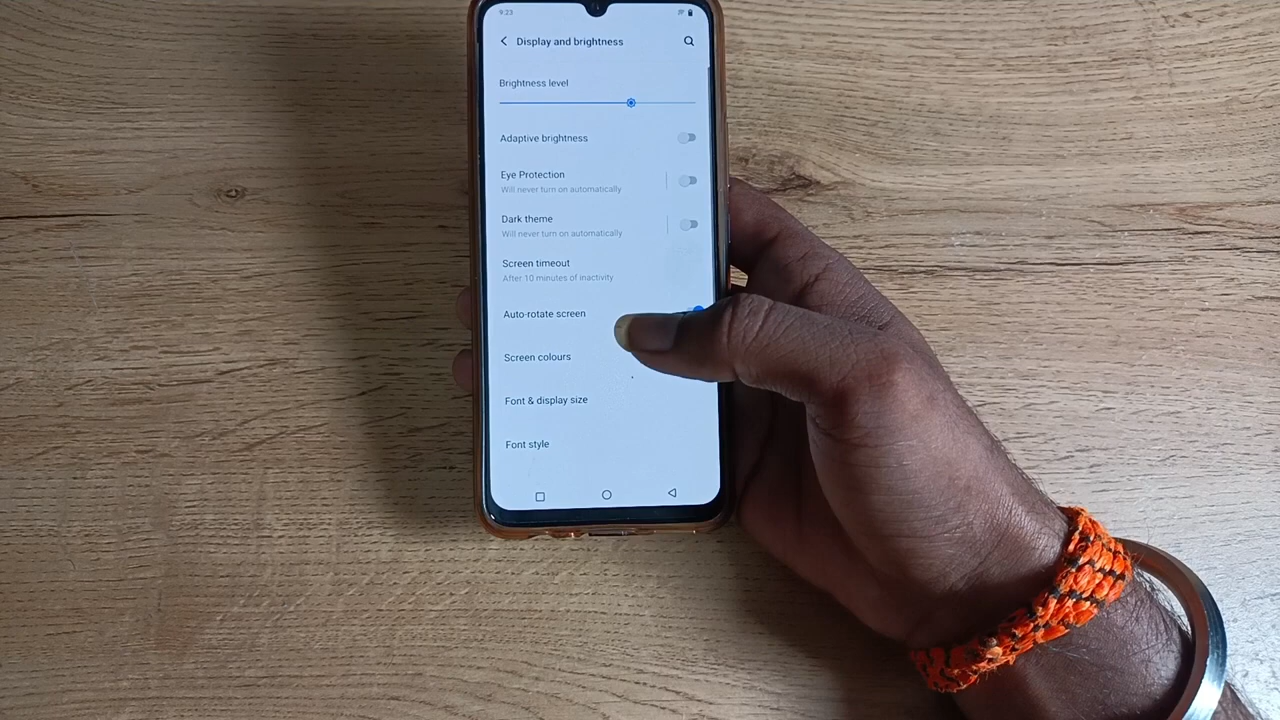 9:23
Display and brightness
Brightness level
Adaptive brightness
Eye Protection
Will never turn on automatically
Dark theme
Will never turn on automatically
Screen timeout
After 10 minutes of inactivity
Auto-rotate screen
Screen colours
Font & display size
Font style